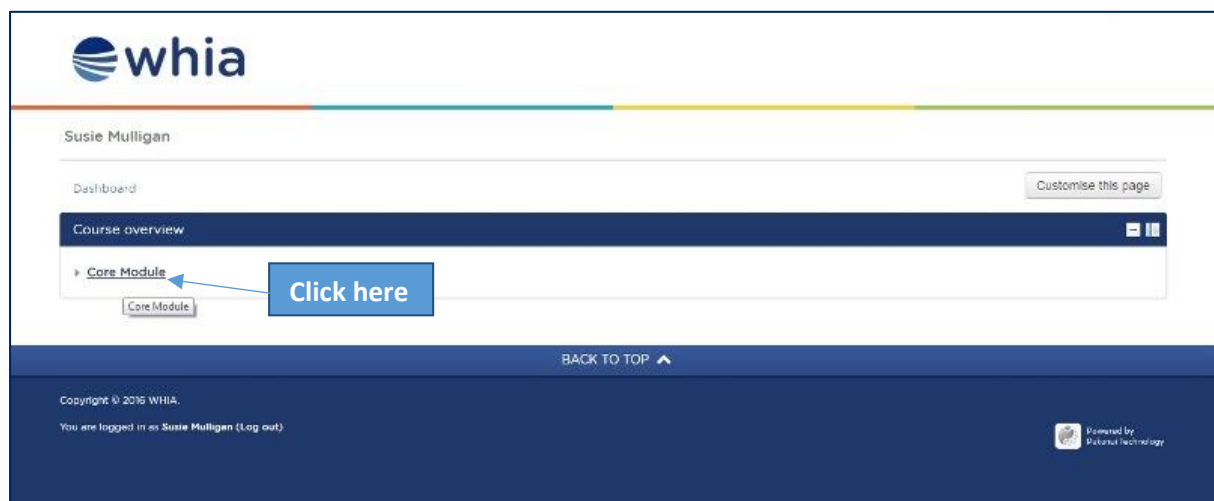 whia
Susie Mulligan
Dashboard
Customise this page
Course overview
Core Module
Click here
Core Module
BACK TO TOP
Copyright © 2016 WHIA.
You are logged in as Susie Mulligan (Log out)
Powered by
Pukunui Technology